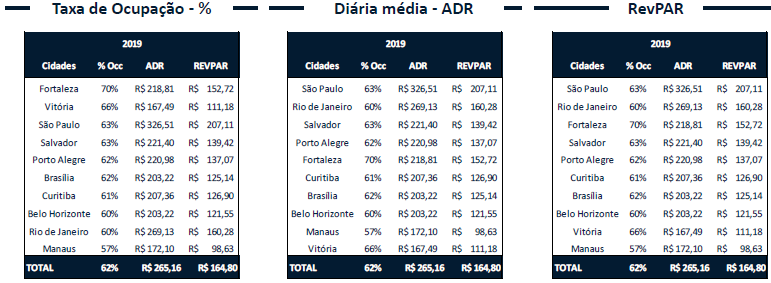 Taxa de Ocupação - %
2019
Cidades % Occ ADR REVPAR
Fortaleza 70% R$ 218,81 R$ 152,72
Vitória 66% R$ 167,49 R$ 111,18
São Paulo 63% R$ 326,51 R$ 207,11
Salvador 63% R$ 221,40 R$ 139,42
Porto Alegre 62% R$ 220,98 R$ 137,07
Brasília 62% R$ 203,22 R$ 125,14
Curitiba 61% R$ 207,36 R$ 126,90
Belo Horizonte 60% R$ 203,22 R$ 121,55
Rio de Janeiro 60% R$ 269,13 R$ 160,28
Manaus 57% R$ 172,10 R$ 98,63
TOTAL 62% R$ 265,16 R$ 164,80
Diária média - ADR
2019
Cidades % Occ ADR REVPAR
São Paulo 63% R$ 326,51 R$ 207,11
Rio de Janeiro 60% R$ 269,13 R$ 160,28
Salvador 63% R$ 221,40 R$ 139,42
Porto Alegre 62% R$ 220,98 R$ 137,07
Fortaleza 70% R$ 218,81 R$ 152,72
Curitiba 61% R$ 207,36 R$ 126,90
Brasília 62% R$ 203,22 R$ 125,14
Belo Horizonte 60% R$ 203,22 R$ 121,55
Manaus 57% R$ 172,10 R$ 98,63
Vitória 66% R$ 167,49 R$ 111,18
TOTAL 62% R$ 265,16 R$ 164,80
RevPAR
2019
Cidades % Occ ADR REVPAR
São Paulo 63% R$ 326,51 R$ 207,11
Rio de Janeiro 60% R$ 269,13 R$ 160,28
Fortaleza 70% R$ 218,81 R$ 152,72
Salvador 63% R$ 221,40 R$ 139,42
Porto Alegre 62% R$ 220,98 R$ 137,07
Curitiba 61% R$ 207,36 R$ 126,90
Brasília 62% R$ 203,22 R$ 125,14
Belo Horizonte 60% R$ 203,22 R$ 121,55
Vitória 66% R$ 167,49 R$ 111,18
Manaus 57% R$ 172,10 R$ 98,63
TOTAL 62% R$ 265,16 R$ 164,80